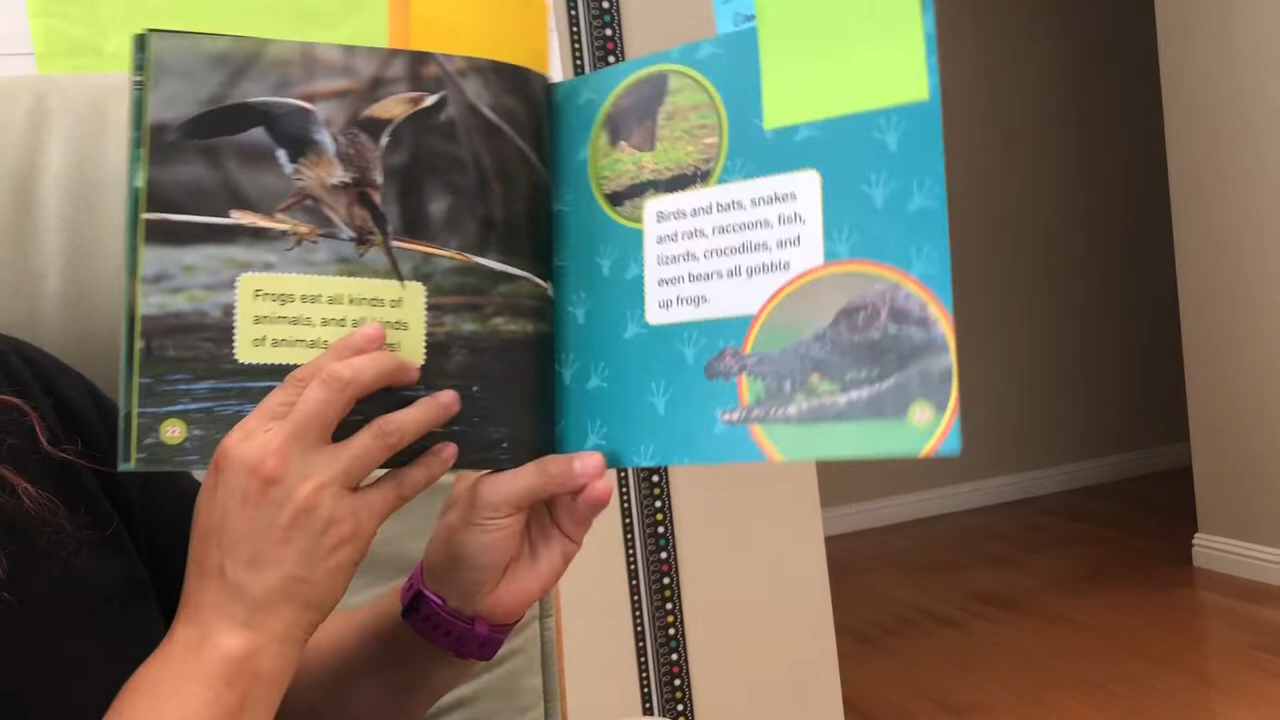 Frogs eat all kinds of
animals, and all kinds
of animals
22
Birds and bats, snakes
and rats, raccoons, fish,
lizards, crocodiles, and
even bears all gobble
up frogs.